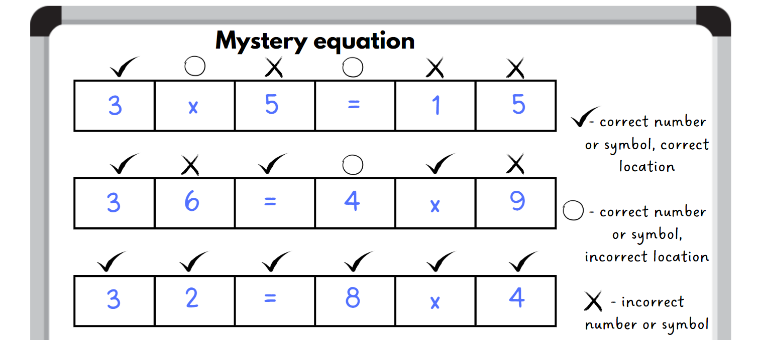 Mystery equation
✓ ○ X ○ X X
3 x 5 = 1 5
✓ X ✓ ○ ✓ X
3 6 = 4 x 9
✓ ✓ ✓ ✓ ✓ ✓
3 2 = 8 x 4
✓ - correct number
or symbol, correct
location
○ - correct number
or symbol,
incorrect location
X - incorrect
number or symbol